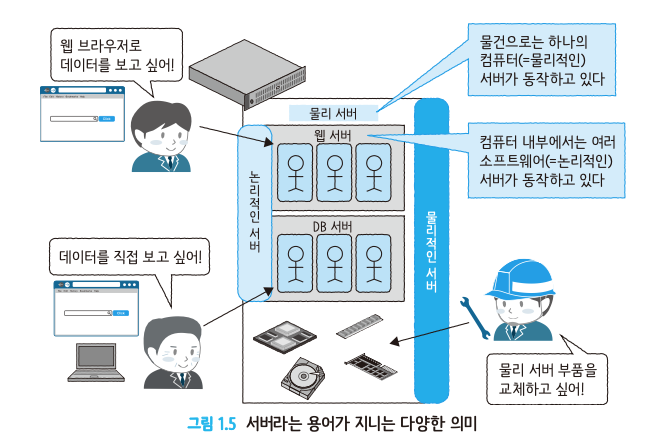 웹 브라우저로
데이터를 보고 싶어!
물건으로는 하나의
컴퓨터(=물리적인)
서버가 동작하고 있다
물리 서버
웹 서버
컴퓨터 내부에서는 여러
소프트웨어(=논리적인)
서버가 동작하고 있다
논리적인 서버
물리적인 서버
DB 서버
데이터를 직접 보고 싶어!
물리 서버 부품을
교체하고 싶어!
그림 1.5 서버라는 용어가 지니는 다양한 의미